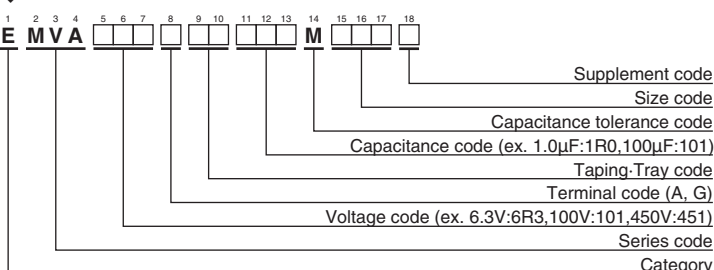 1 2 3 4 5 6 7 8 9 10 11 12 13 14 15 16 17 18
E MVA M
Supplement code
Size code
Capacitance tolerance code
Capacitance code (ex. 1.0μF:1R0,100μF:101)
Taping·Tray code
Terminal code (A, G)
Voltage code (ex. 6.3V:6R3,100V:101,450V:451)
Series code
Category